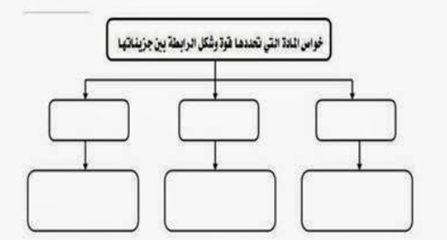 خواص المادة التي تحددها قوة وشكل الرابطة بين جزيئاتها